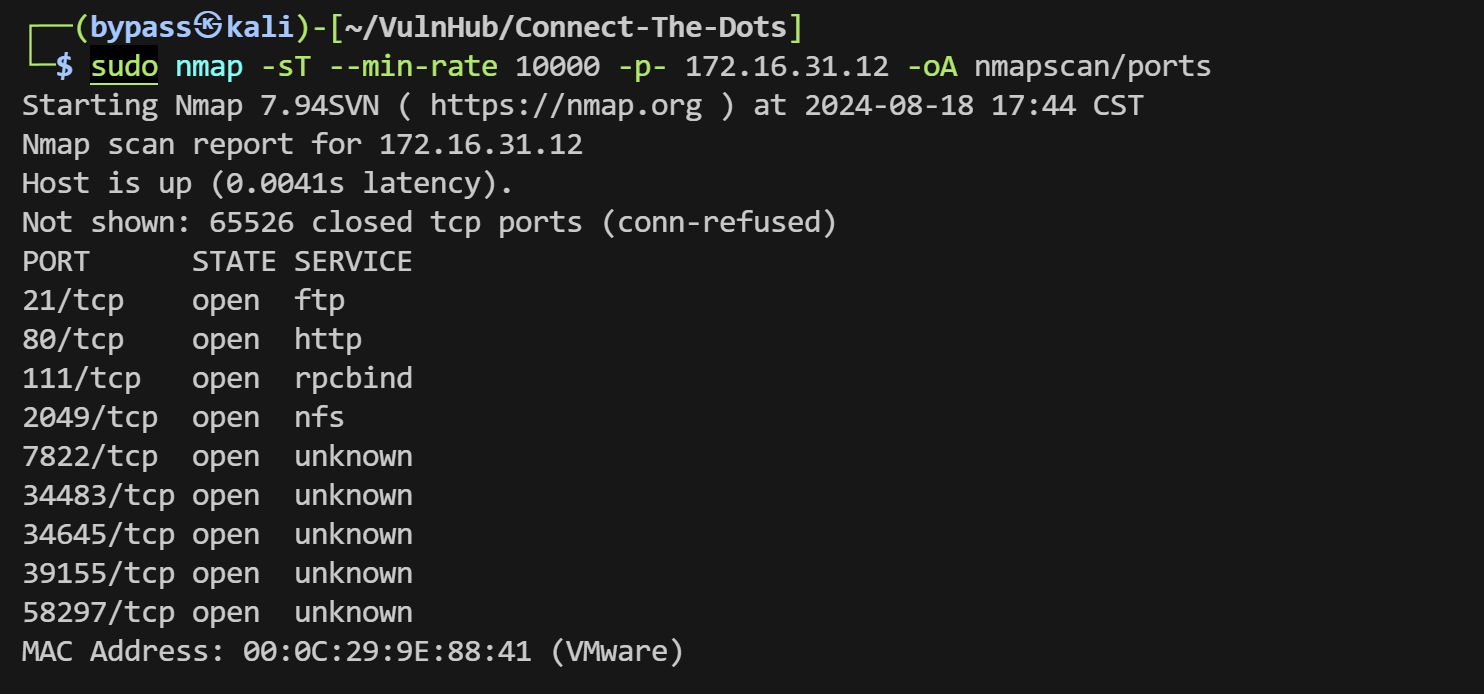 ┌──(bypass㉿kali)-[~/VulnHub/Connect-The-Dots]
└─$ sudo nmap -sT --min-rate 10000 -p- 172.16.31.12 -oA nmapscan/ports
Starting Nmap 7.94SVN ( https://nmap.org ) at 2024-08-18 17:44 CST
Nmap scan report for 172.16.31.12
Host is up (0.0041s latency).
Not shown: 65526 closed tcp ports (conn-refused)
PORT      STATE SERVICE
21/tcp    open  ftp
80/tcp    open  http
111/tcp   open  rpcbind
2049/tcp  open  nfs
7822/tcp  open  unknown
34483/tcp open  unknown
34645/tcp open  unknown
39155/tcp open  unknown
58297/tcp open  unknown
MAC Address: 00:0C:29:9E:88:41 (VMware)